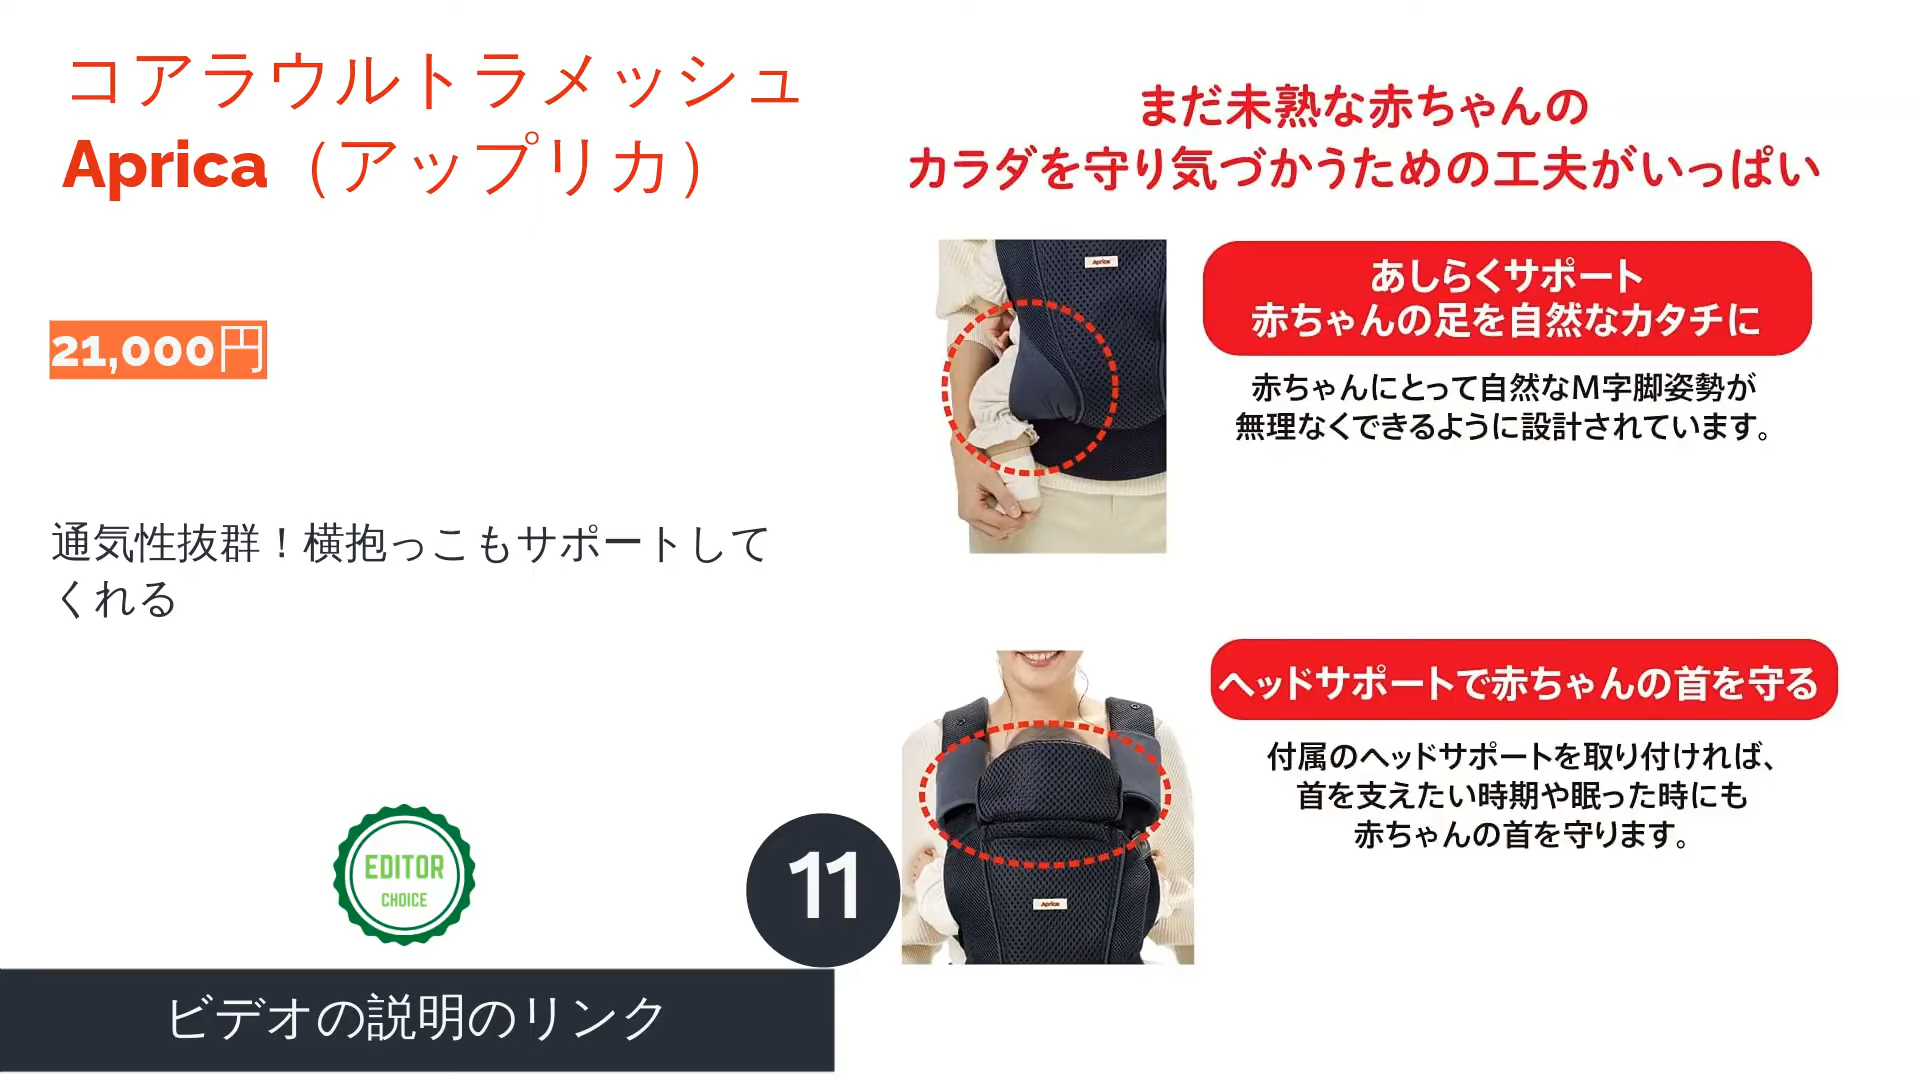 コアラウルトラメッシュ
Aprica（アップリカ）
21,000円
通気性抜群！横抱っこもサポートして
くれる
EDITOR
CHOICE
11
ビデオの説明のリンク
まだ未熟な赤ちゃんの
カラダを守り気づかうための工夫がいっぱい
Aprica
あしらくサポート
赤ちゃんの足を自然なカタチに
赤ちゃんにとって自然なM字脚姿勢が
無理なくできるように設計されています。
ヘッドサポートで赤ちゃんの首を守る
付属のヘッドサポートを取り付ければ、
首を支えたい時期や眠った時にも
赤ちゃんの首を守ります。
Aprica